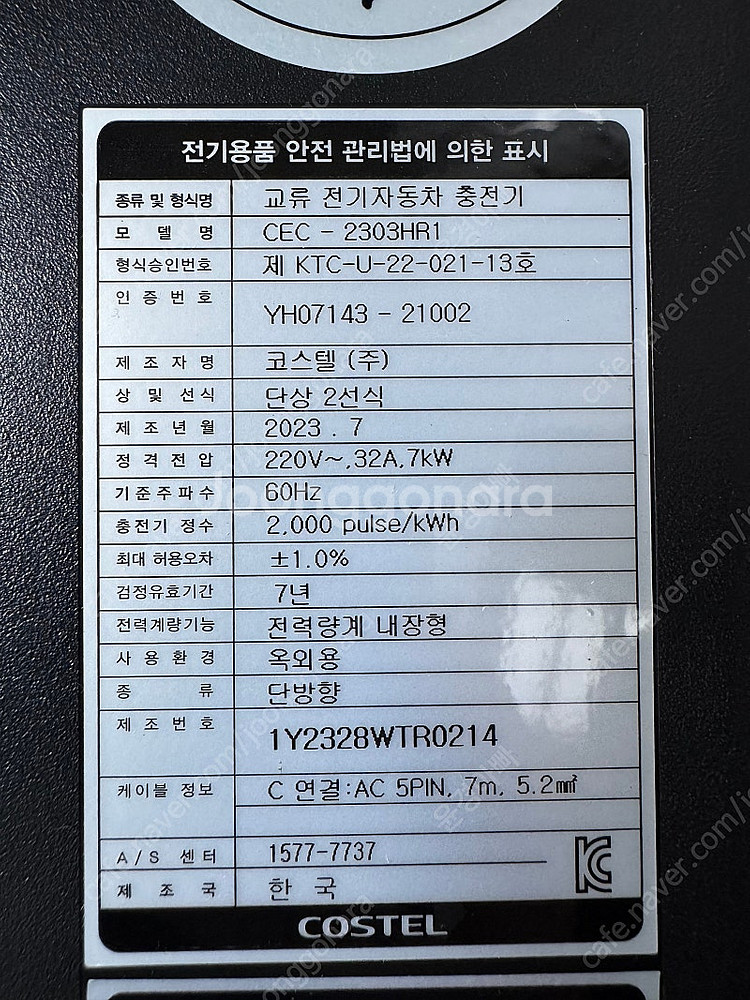 전기용품 안전 관리법에 의한 표시
종류 및 형식명 교류 전기자동차 충전기
모 델 명 CEC - 2303HR1
형식승인번호 제 KTC-U-22-021-13호
인 증 번 호 YH07143 - 21002
제 조 자 명 코스텔 (주)
상 및 선 식 단상 2선식
제 조 년 월 2023 . 7
정 격 전 압 220V~,32A,7kW
기 준 주 파 수 60Hz
충전기 정수 2,000 pulse/kWh
최대 허용오차 ±1.0%
검정유효기간 7년
전력계량기능 전력량계 내장형
사 용 환 경 옥외용
종 류 단방향
제 조 번 호 1Y2328WTR0214
케이블 정보 C 연결:AC 5PIN, 7m, 5.2㎟
A/S 센터 1577-7737
제 조 국 한 국
COSTEL
Joonggonara